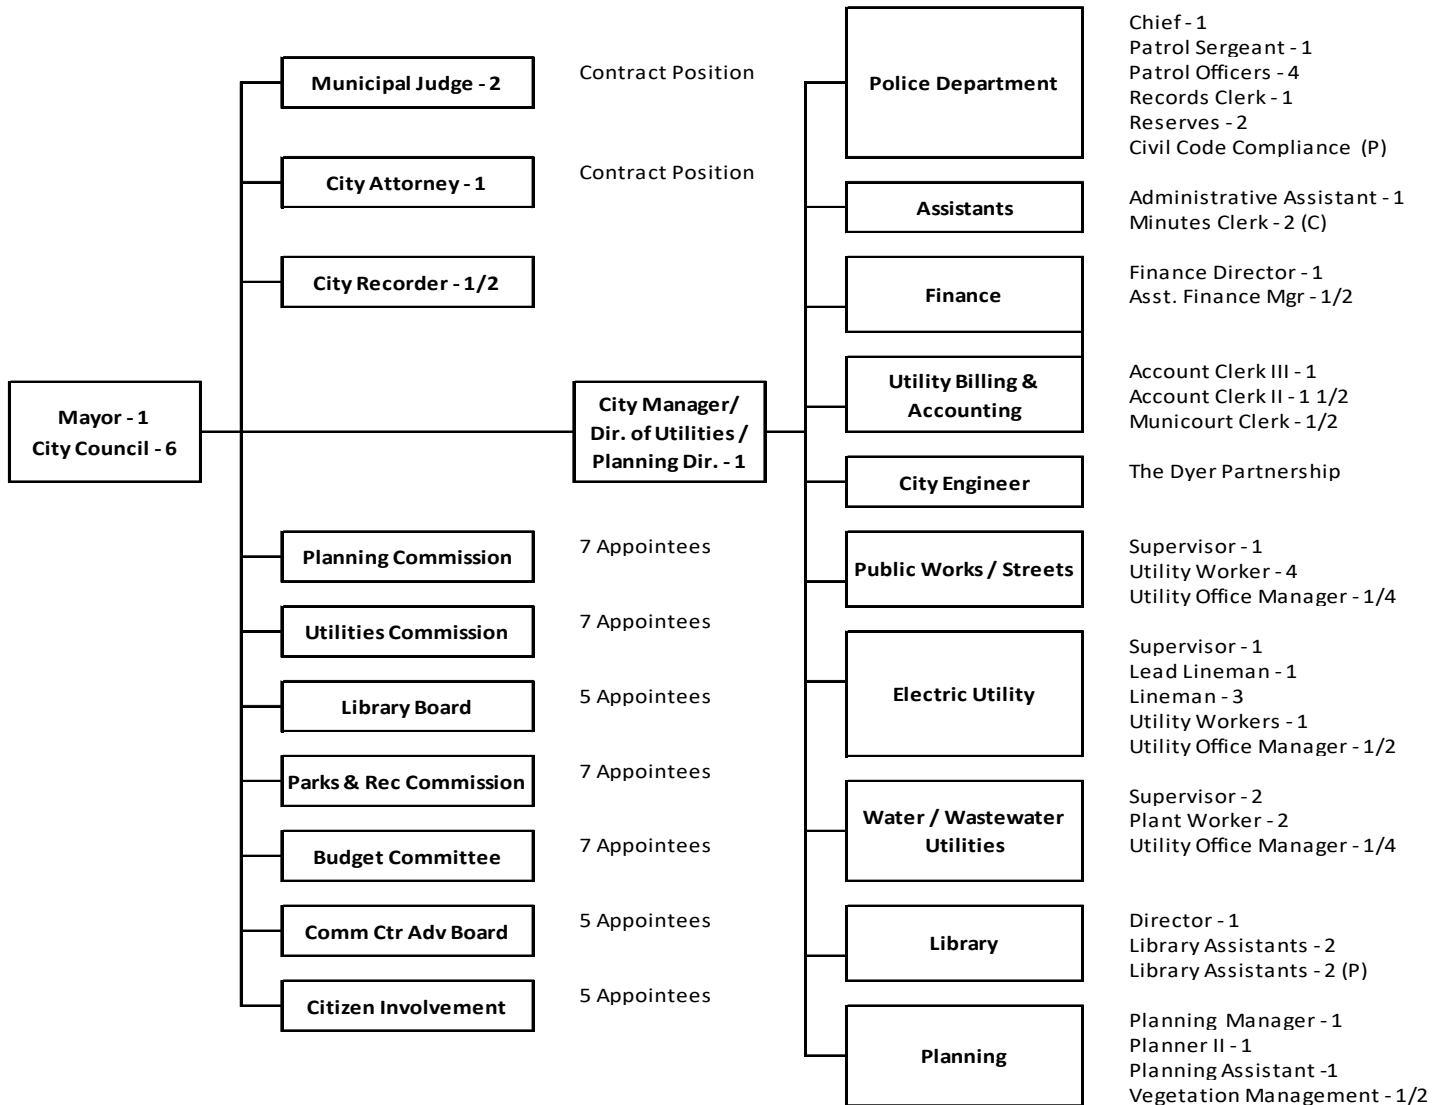 Mayor - 1
City Council - 6
Municipal Judge - 2
Contract Position
City Attorney - 1
Contract Position
City Recorder - 1/2
City Manager/
Dir. of Utilities /
Planning Dir. - 1
Planning Commission
7 Appointees
Utilities Commission
7 Appointees
Library Board
5 Appointees
Parks & Rec Commission
7 Appointees
Budget Committee
7 Appointees
Comm Ctr Adv Board
5 Appointees
Citizen Involvement
5 Appointees
Police Department
Chief - 1
Patrol Sergeant - 1
Patrol Officers - 4
Records Clerk - 1
Reserves - 2
Civil Code Compliance (P)
Assistants
Administrative Assistant - 1
Minutes Clerk - 2 (C)
Finance
Finance Director - 1
Asst. Finance Mgr - 1/2
Utility Billing &
Accounting
Account Clerk III - 1
Account Clerk II - 1 1/2
Municourt Clerk - 1/2
City Engineer
The Dyer Partnership
Public Works / Streets
Supervisor - 1
Utility Worker - 4
Utility Office Manager - 1/4
Electric Utility
Supervisor - 1
Lead Lineman - 1
Lineman - 3
Utility Workers - 1
Utility Office Manager - 1/2
Water / Wastewater
Utilities
Supervisor - 2
Plant Worker - 2
Utility Office Manager - 1/4
Library
Director - 1
Library Assistants - 2
Library Assistants - 2 (P)
Planning
Planning Manager - 1
Planner II - 1
Planning Assistant -1
Vegetation Management - 1/2